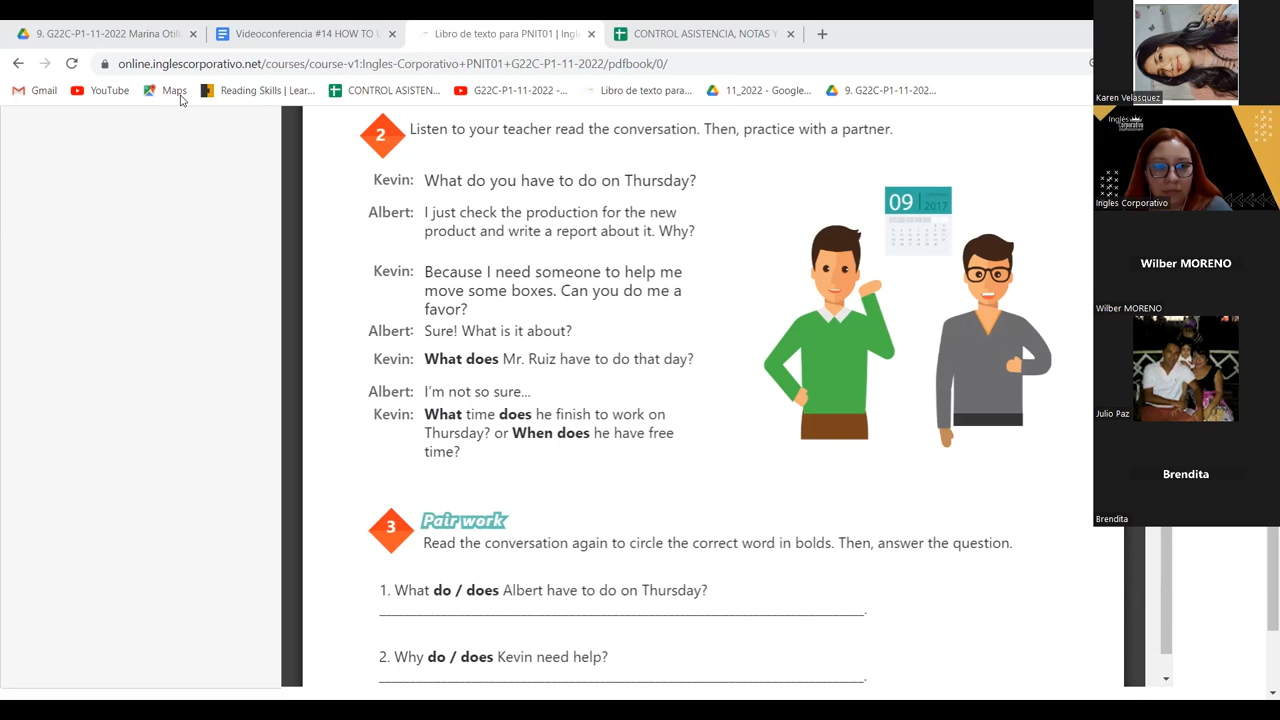 9. G22C-P1-11-2022 Marina Otili
Videoconferencia #14 HOW TO U
Libro de texto para PNIT01 | Ingl
CONTROL ASISTENCIA, NOTAS Y
online.inglescorporativo.net/courses/course-v1:Ingles-Corporativo+PNIT01+G22C-P1-11-2022/pdfbook/0/
Gmail
YouTube
Maps
Reading Skills | Lear...
CONTROL ASISTEN...
G22C-P1-11-2022 -...
Libro de texto para...
11_2022 - Google...
9. G22C-P1-11-202...
2 Listen to your teacher read the conversation. Then, practice with a partner.
Kevin: What do you have to do on Thursday?
Albert: I just check the production for the new
product and write a report about it. Why?
Kevin: Because I need someone to help me
move some boxes. Can you do me a
favor?
Albert: Sure! What is it about?
Kevin: What does Mr. Ruiz have to do that day?
Albert: I'm not so sure...
Kevin: What time does he finish to work on
Thursday? or When does he have free
time?
09 2017
3 Pair work
Read the conversation again to circle the correct word in bolds. Then, answer the question.
1. What do / does Albert have to do on Thursday?
2. Why do / does Kevin need help?
Karen Velasquez
Inglés
Corporativo
Ingles Corporativo
Wilber MORENO
Wilber MORENO
Julio Paz
Brendita
Brendita